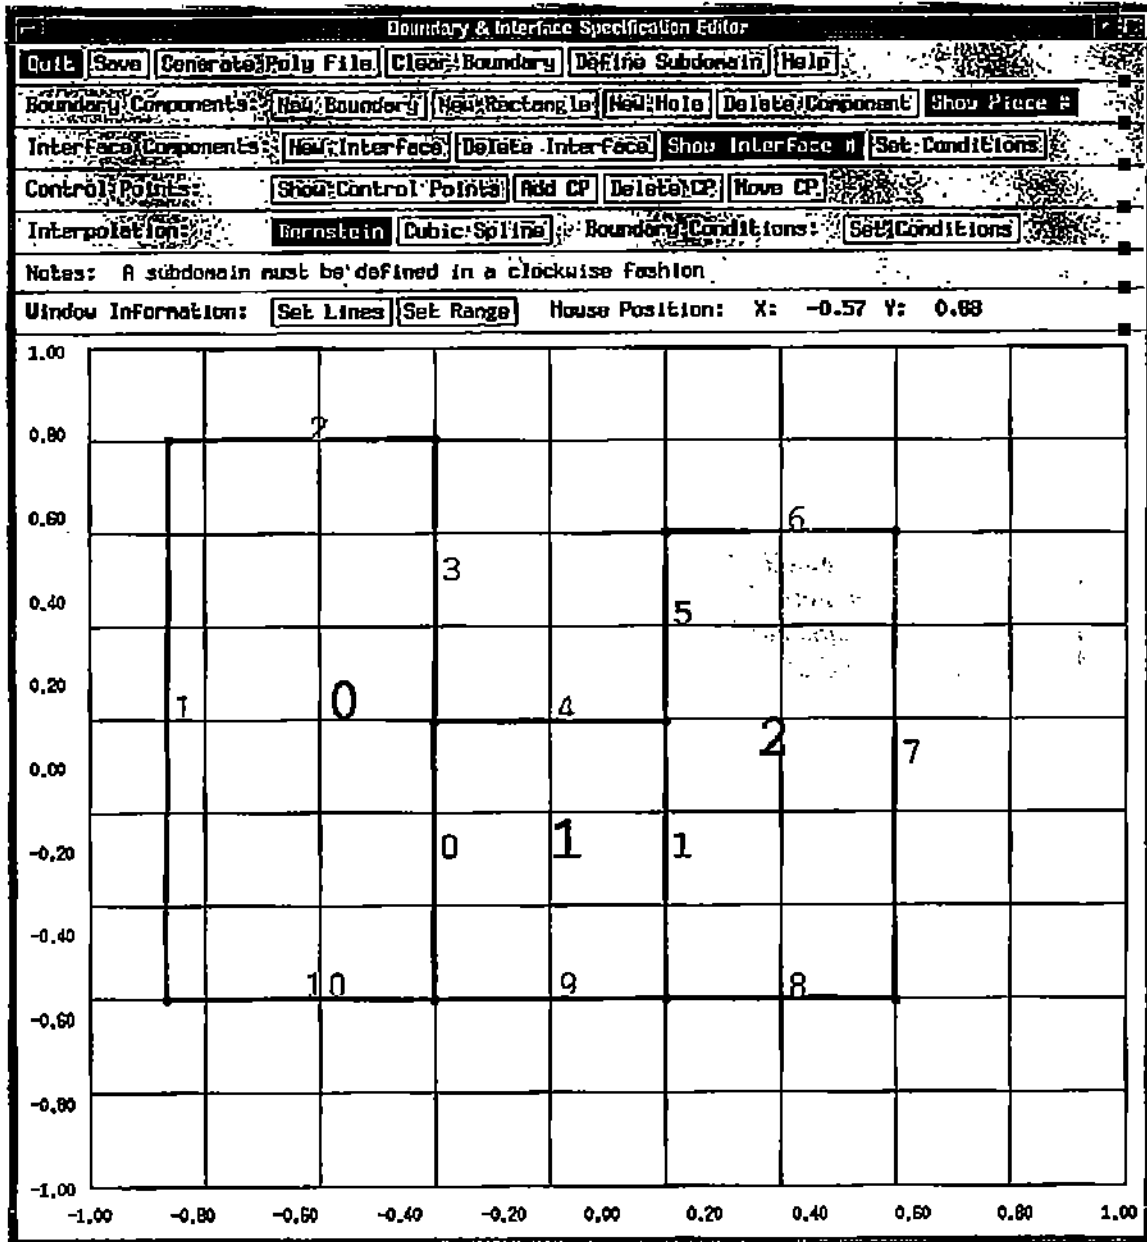 Boundary & Interface Specification Editor
Quit Save Generate Poly File Clear Boundary Define Subdomain Help
Boundary Components: New Boundary New Rectangle New Hole Delete Component Show Piece #
Interface Components: New Interface Delete Interface Show Interface # Set Conditions
Control Points: Show Control Points Add CP Delete CP Move CP
Interpolation: Bernstein Cubic Spline Boundary Conditions: Set Conditions
Notes: A subdomain must be defined in a clockwise fashion
Window Information: Set Lines Set Range Mouse Position: X: -0.57 Y: 0.68
1.00
2
0.80
6
0.60
3
0.40
5
0.20
1 0 4
2 7
0.00
0 1 1
-0.20
-0.40
10 9 8
-0.60
-0.80
-1.00
-1.00 -0.80 -0.60 -0.40 -0.20 0.00 0.20 0.40 0.60 0.80 1.00